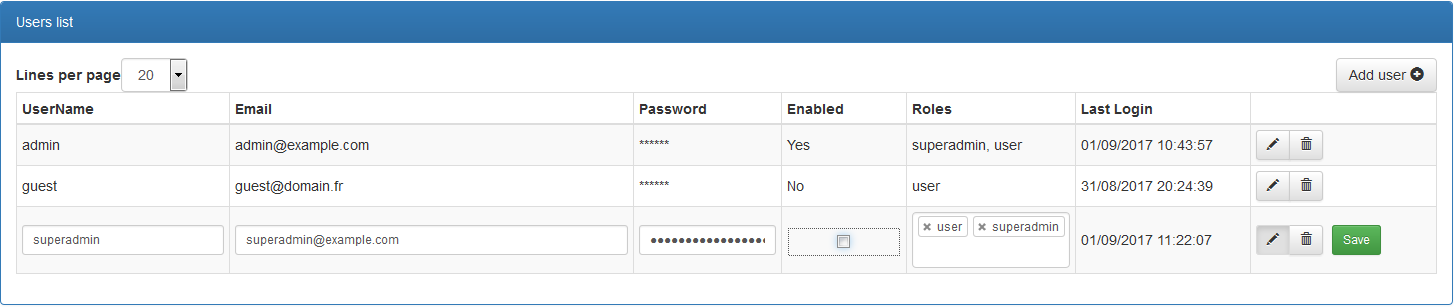 Users list
Lines per page 20 Add user
UserName Email Password Enabled Roles Last Login
admin admin@example.com ****** Yes superadmin, user 01/09/2017 10:43:57
guest guest@domain.fr ****** No user 31/08/2017 20:24:39
superadmin superadmin@example.com ••••••••••••••••• × user × superadmin 01/09/2017 11:22:07 Save